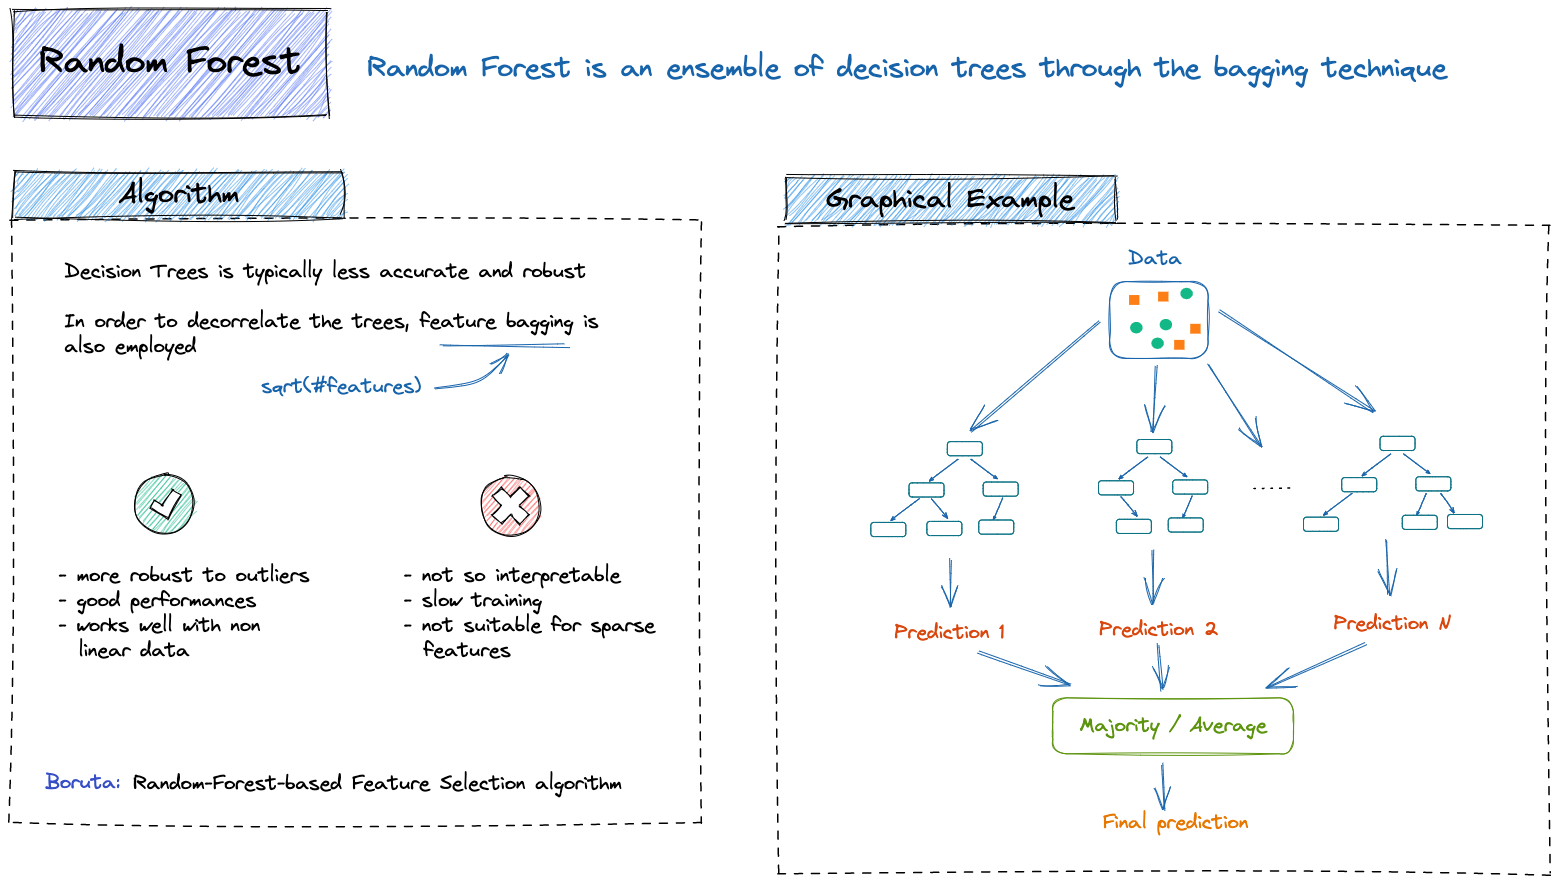 Random Forest
Random Forest is an ensemble of decision trees through the bagging technique
Algorithm
Decision Trees is typically less accurate and robust
In order to decorrelate the trees, feature bagging is
also employed
sqrt(#features)
- more robust to outliers
- good performances
- works well with non
linear data
- not so interpretable
- slow training
- not suitable for sparse
features
Boruta: Random-Forest-based Feature Selection algorithm
Graphical Example
Data
.....
Prediction 1
Prediction 2
Prediction N
Majority / Average
Final prediction